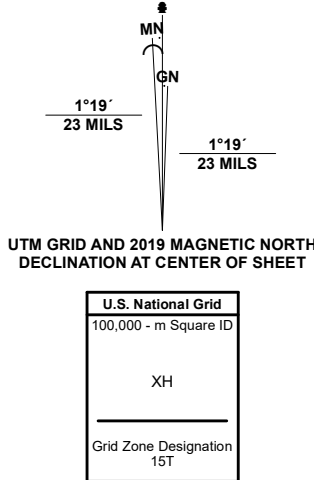 MN
GN
1°19´
23 MILS
1°19´
23 MILS
UTM GRID AND 2019 MAGNETIC NORTH
DECLINATION AT CENTER OF SHEET
U.S. National Grid
100,000 - m Square ID
XH
Grid Zone Designation
15T